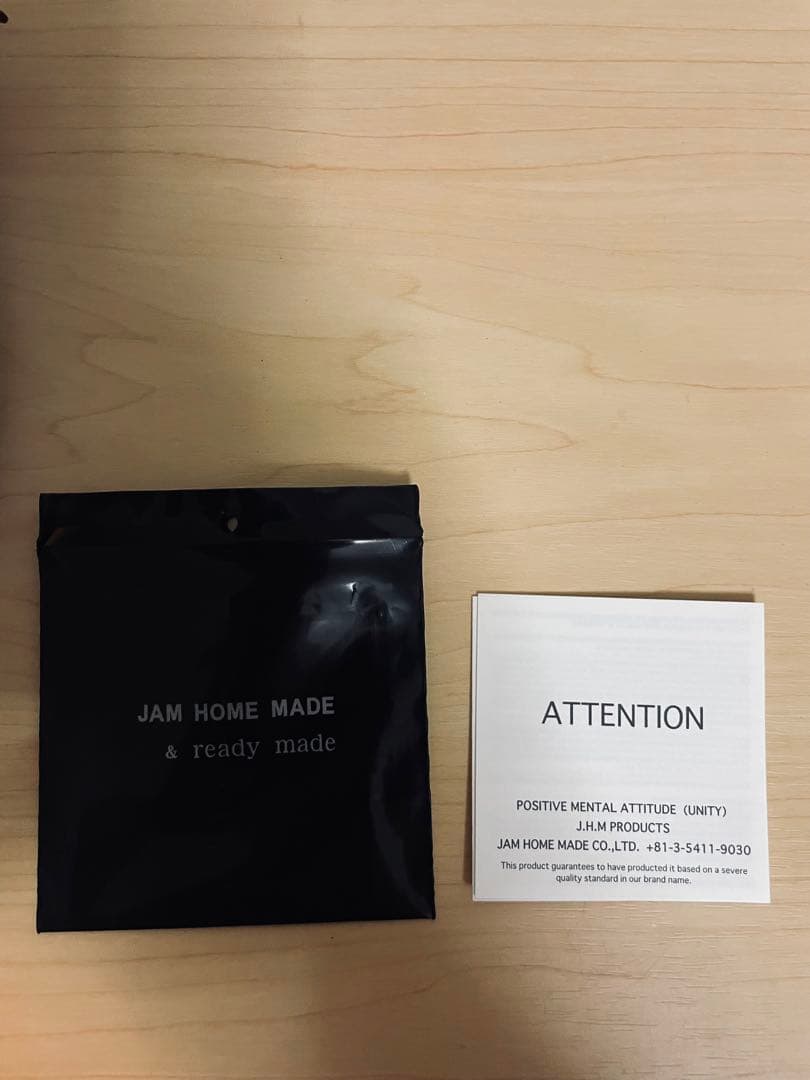 JAM HOME MADE
& ready made
ATTENTION
POSITIVE MENTAL ATTITUDE (UNITY)
J.H.M PRODUCTS
JAM HOME MADE CO.,LTD. +81-3-5411-9030
This product guarantees to have producted it based on a severe
quality standard in our brand name.